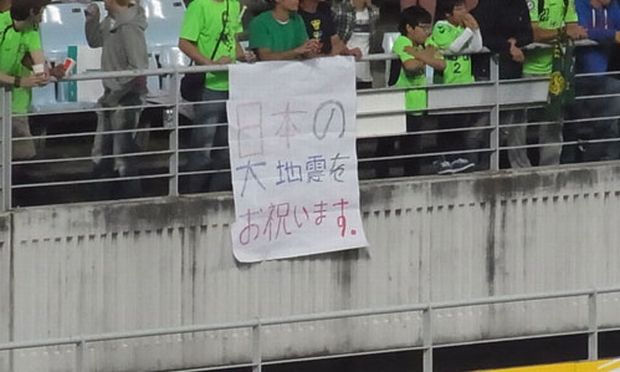 日本の
大地震を
お祝います。